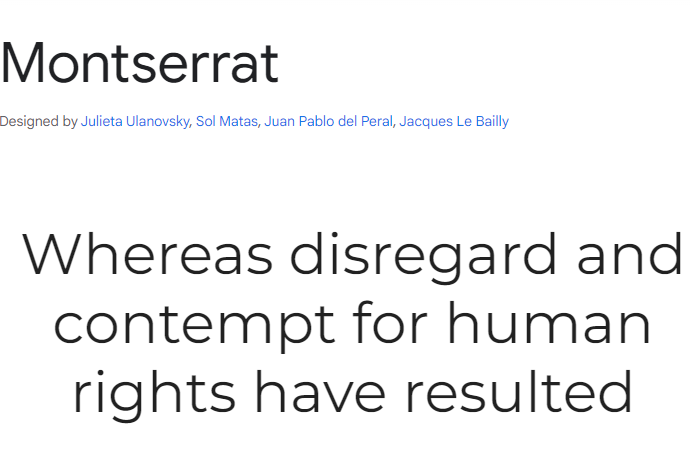 Montserrat
Designed by Julieta Ulanovsky, Sol Matas, Juan Pablo del Peral, Jacques Le Bailly
Whereas disregard and
contempt for human
rights have resulted